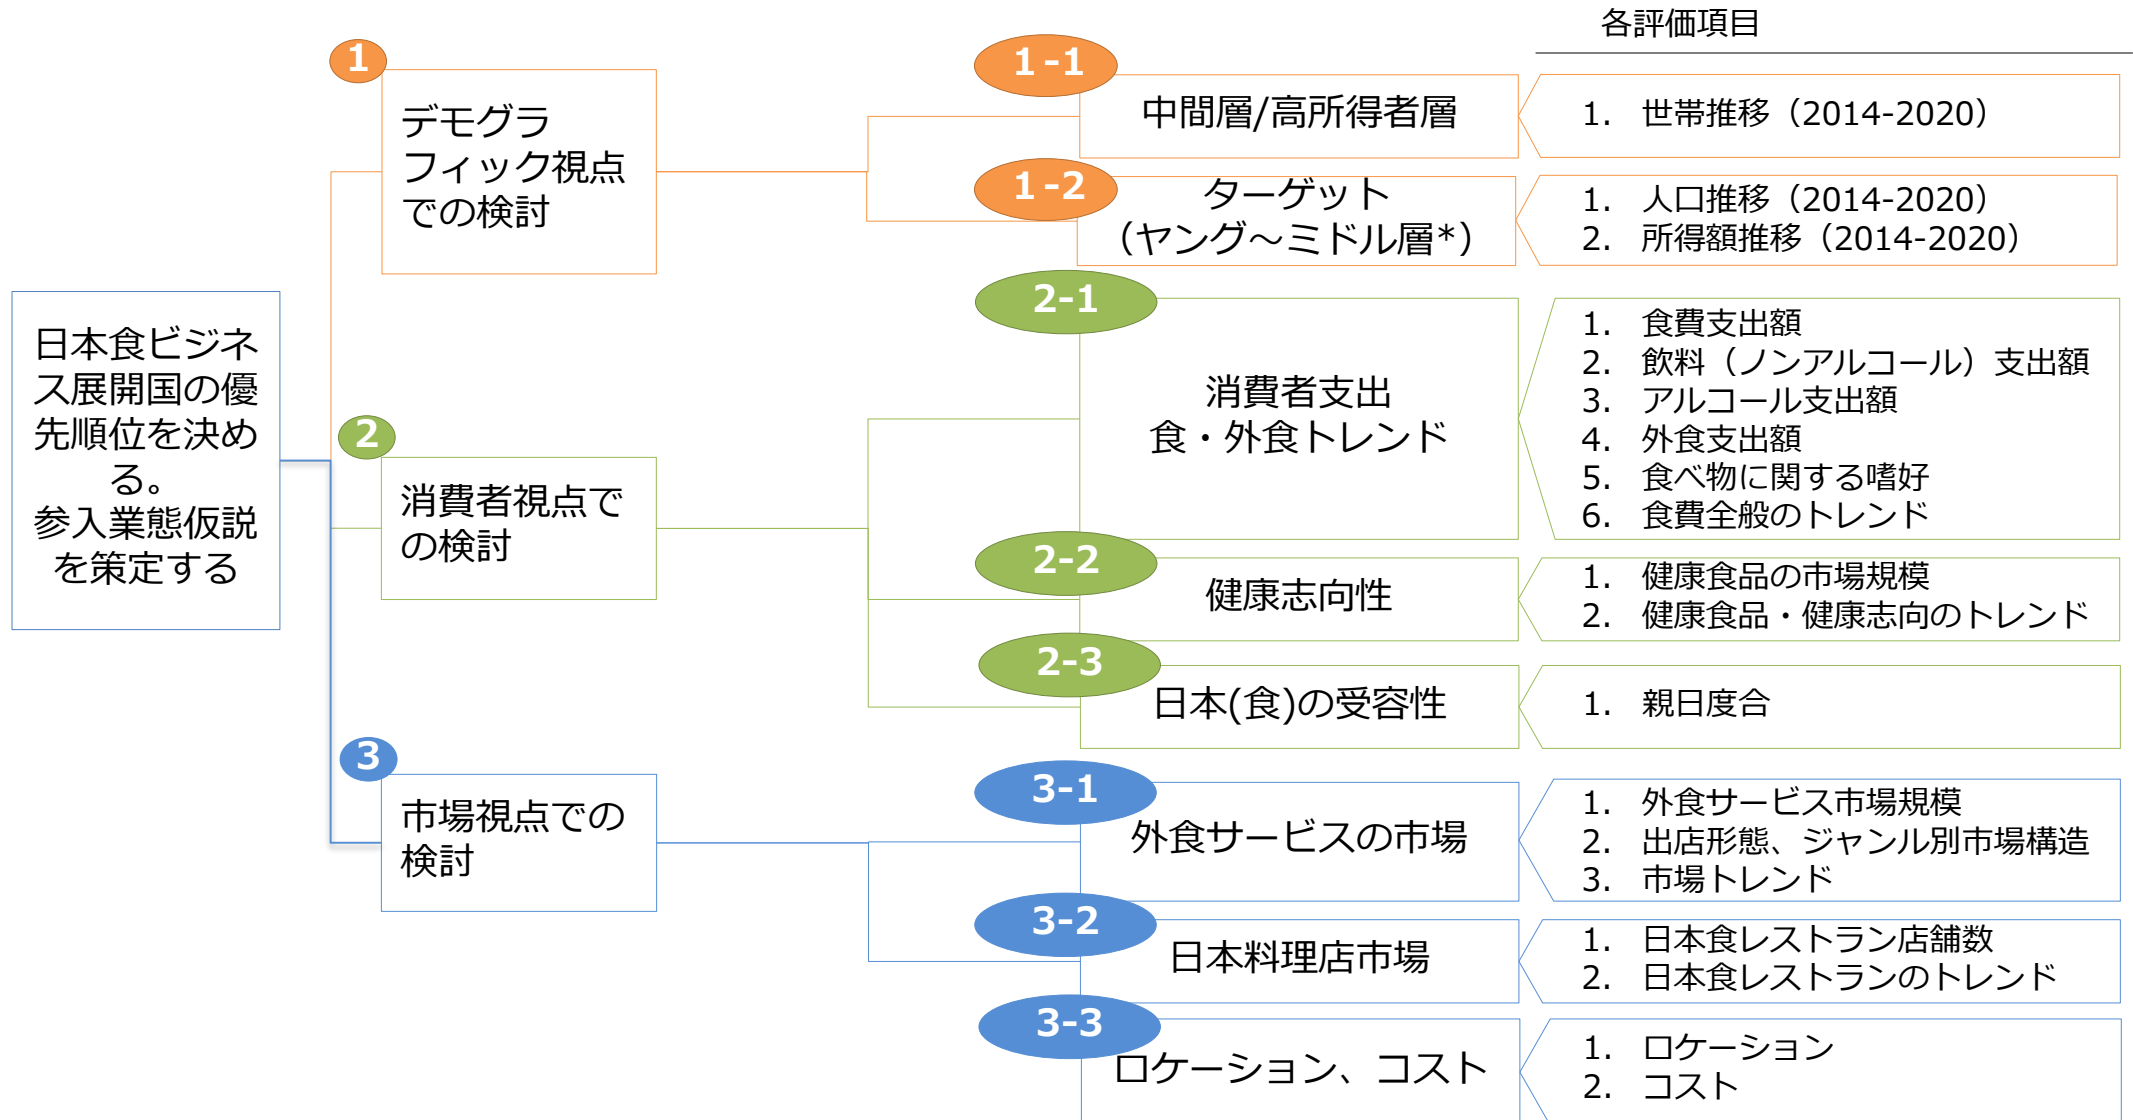 各評価項目
日本食ビジネ
ス展開国の優
先順位を決め
る。
参入業態仮説
を策定する
1
デモグラ
フィック視点
での検討
1-1
中間層/高所得者層
1. 世帯推移（2014-2020）
1-2
ターゲット
（ヤング～ミドル層*）
1. 人口推移（2014-2020）
2. 所得額推移（2014-2020）
2
消費者視点で
の検討
2-1
消費者支出
食・外食トレンド
1. 食費支出額
2. 飲料（ノンアルコール）支出額
3. アルコール支出額
4. 外食支出額
5. 食べ物に関する嗜好
6. 食費全般のトレンド
2-2
健康志向性
1. 健康食品の市場規模
2. 健康食品・健康志向のトレンド
2-3
日本(食)の受容性
1. 親日度合
3
市場視点での
検討
3-1
外食サービスの市場
1. 外食サービス市場規模
2. 出店形態、ジャンル別市場構造
3. 市場トレンド
3-2
日本料理店市場
1. 日本食レストラン店舗数
2. 日本食レストランのトレンド
3-3
ロケーション、コスト
1. ロケーション
2. コスト